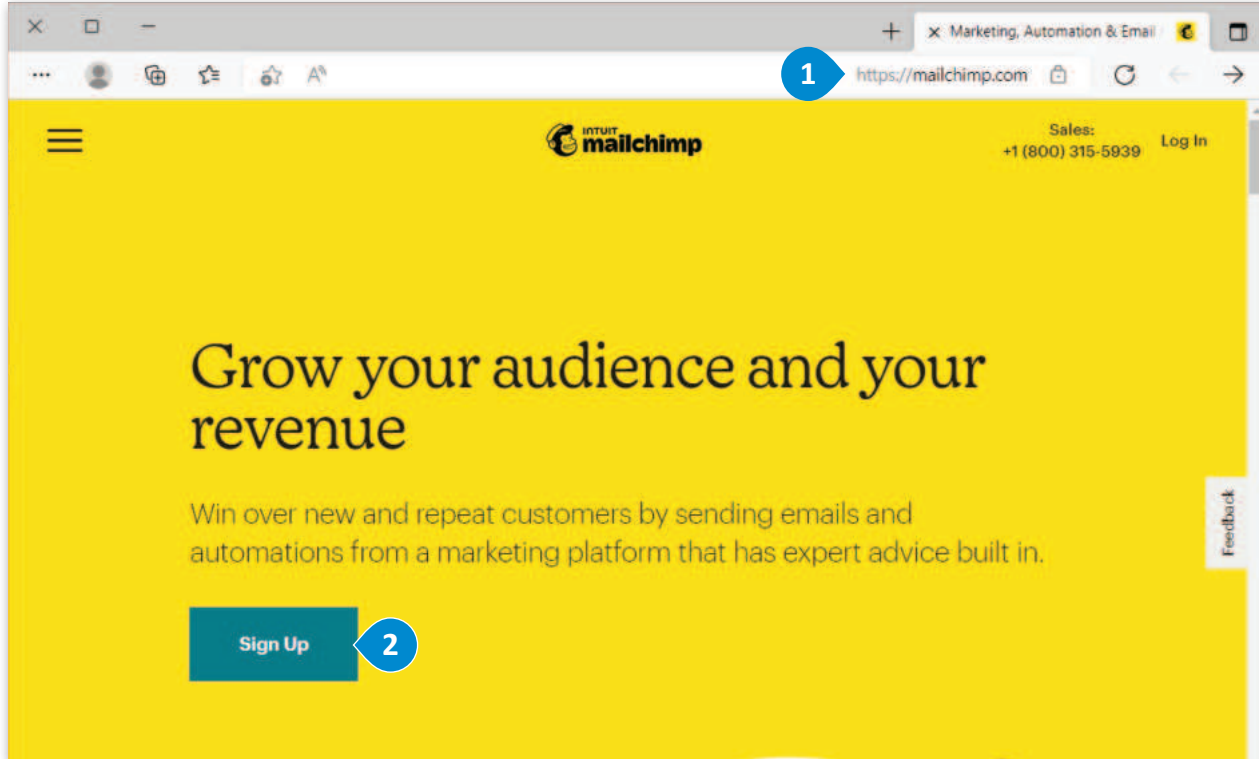 Marketing, Automation & Email
1
https://mailchimp.com
INTUIT
mailchimp
Sales:
+1 (800) 315-5939
Log In
Grow your audience and your
revenue
Win over new and repeat customers by sending emails and
automations from a marketing platform that has expert advice built in.
Feedback
Sign Up
2